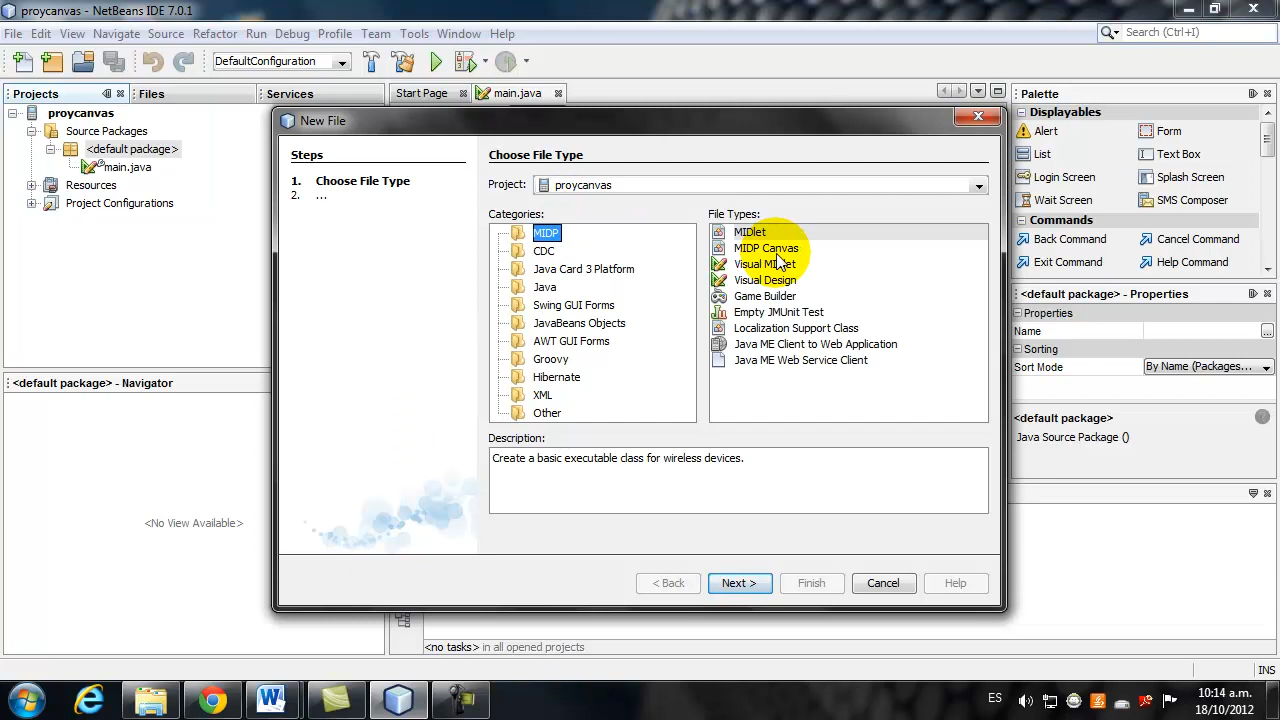 proycanvas - NetBeans IDE 7.0.1
File Edit View Navigate Source Refactor Run Debug Profile Team Tools Window Help
Search (Ctrl+I)
DefaultConfiguration
Projects Files Services
Start Page main.java
Palette
proycanvas
Source Packages
<default package>
main.java
Resources
Project Configurations
Displayables
Alert Form
List Text Box
Login Screen Splash Screen
Wait Screen SMS Composer
Commands
Back Command Cancel Command
Exit Command Help Command
<default package> - Properties
Properties
Name ...
Sorting
Sort Mode By Name (Packages...
<default package>
Java Source Package ()
<default package> - Navigator
<No View Available>
New File
Steps
1. Choose File Type
2. ...
Choose File Type
Project: proycanvas
Categories:
MIDP
CDC
Java Card 3 Platform
Java
Swing GUI Forms
JavaBeans Objects
AWT GUI Forms
Groovy
Hibernate
XML
Other
File Types:
MIDlet
MIDP Canvas
Visual MIDlet
Visual Design
Game Builder
Empty JMUnit Test
Localization Support Class
Java ME Client to Web Application
Java ME Web Service Client
Description:
Create a basic executable class for wireless devices.
< Back Next > Finish Cancel Help
<no tasks> in all opened projects
INS
ES
10:14 a.m.
18/10/2012